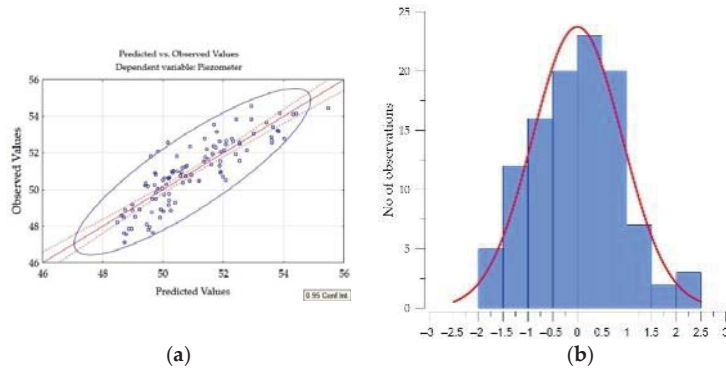 Predicted vs. Observed Values
Dependent variable: Piezometer
56
54
52
50
48
46
Observed Values
46 48 50 52 54 56
Predicted Values
0.95 Conf.Int.
(a)
25
20
15
10
5
0
No of observations
−3 −2.5 −2 −1.5 −1 −0.5 0 0.5 1 1.5 2 2.5 3
(b)